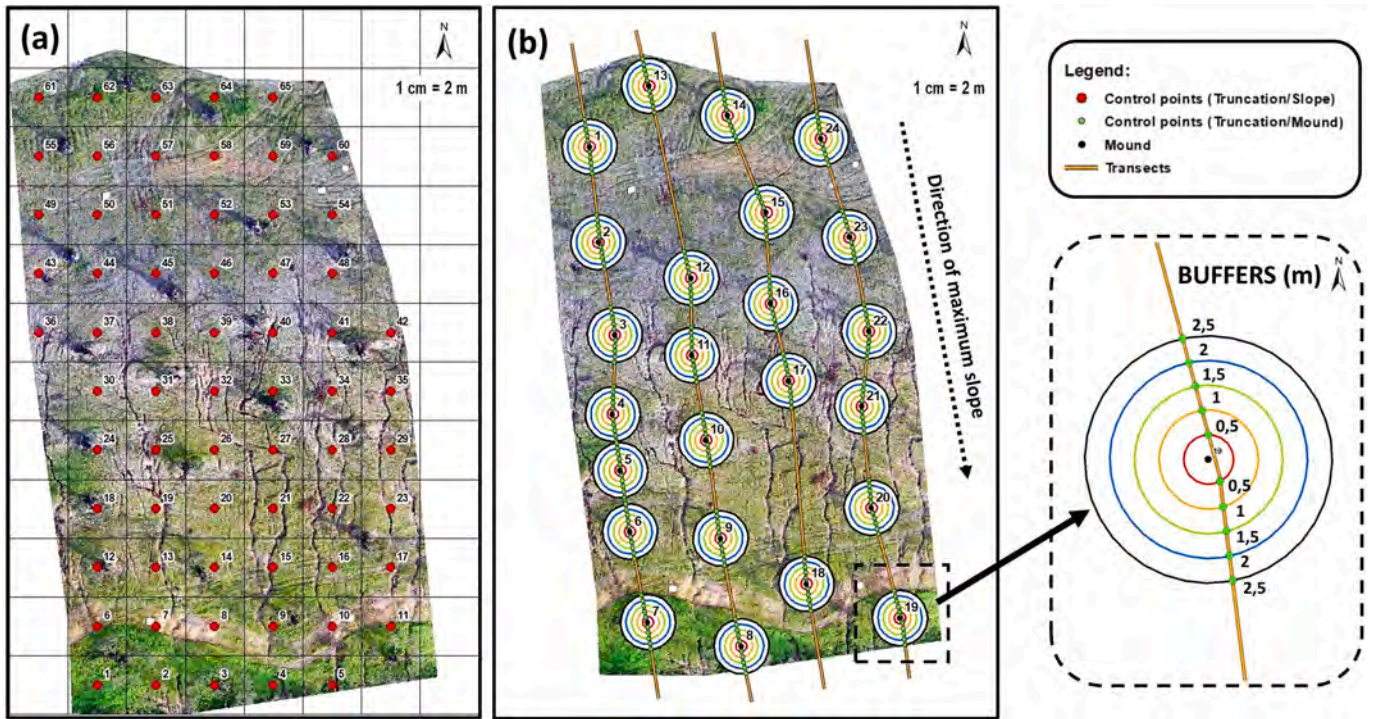 (a)
N
1 cm = 2 m
61 62 63 64 65
55 56 57 58 59 60
49 50 51 52 53 54
43 44 45 46 47 48
36 37 38 39 40 41 42
30 31 32 33 34 35
24 25 26 27 28 29
18 19 20 21 22 23
12 13 14 15 16 17
6 7 8 9 10 11
1 2 3 4 5
(b)
N
1 cm = 2 m
13
14
24
1
15
23
2
12
16
22
3
11
17
21
4
10
5
20
6
9
18
7
19
8
Direction of maximum slope
Legend:
Control points (Truncation/Slope)
Control points (Truncation/Mound)
Mound
Transects
BUFFERS (m)
N
2,5
2
1,5
1
0,5
19
0,5
1
1,5
2
2,5